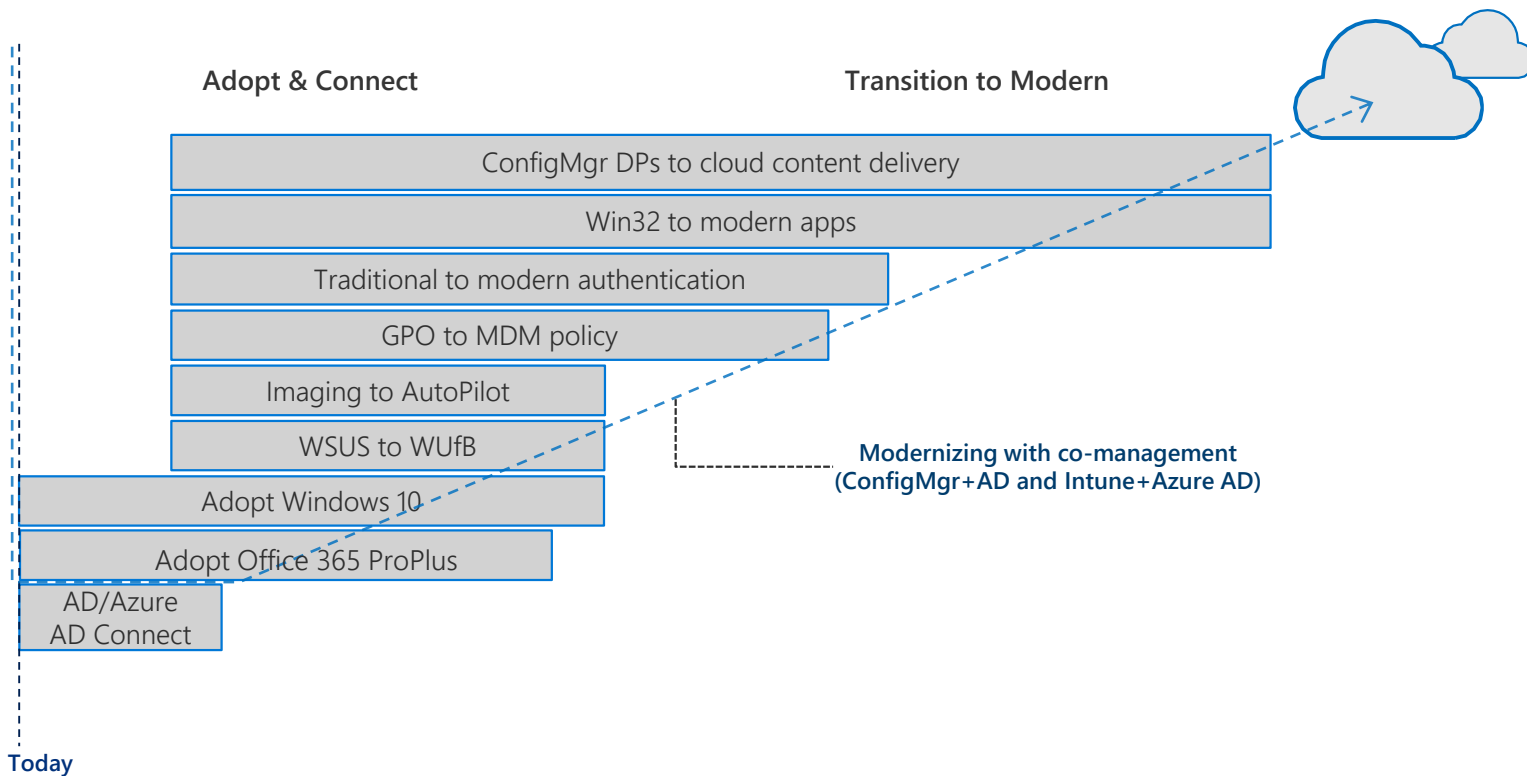 Adopt & Connect
Transition to Modern
ConfigMgr DPs to cloud content delivery
Win32 to modern apps
Traditional to modern authentication
GPO to MDM policy
Imaging to AutoPilot
WSUS to WUfB
Modernizing with co-management
(ConfigMgr+AD and Intune+Azure AD)
Adopt Windows 10
Adopt Office 365 ProPlus
AD/Azure
AD Connect
Today